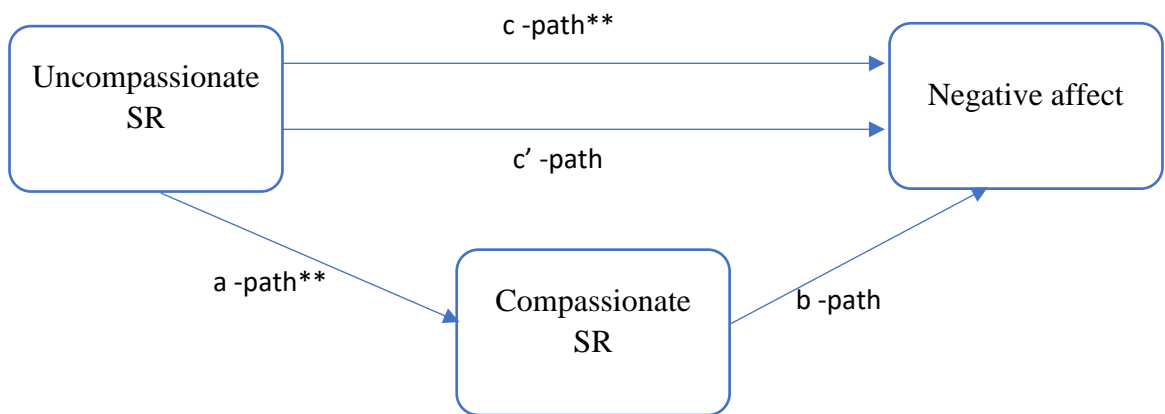 c -path**
Uncompassionate
SR
Negative affect
c’ -path
a -path**
Compassionate
SR
b -path